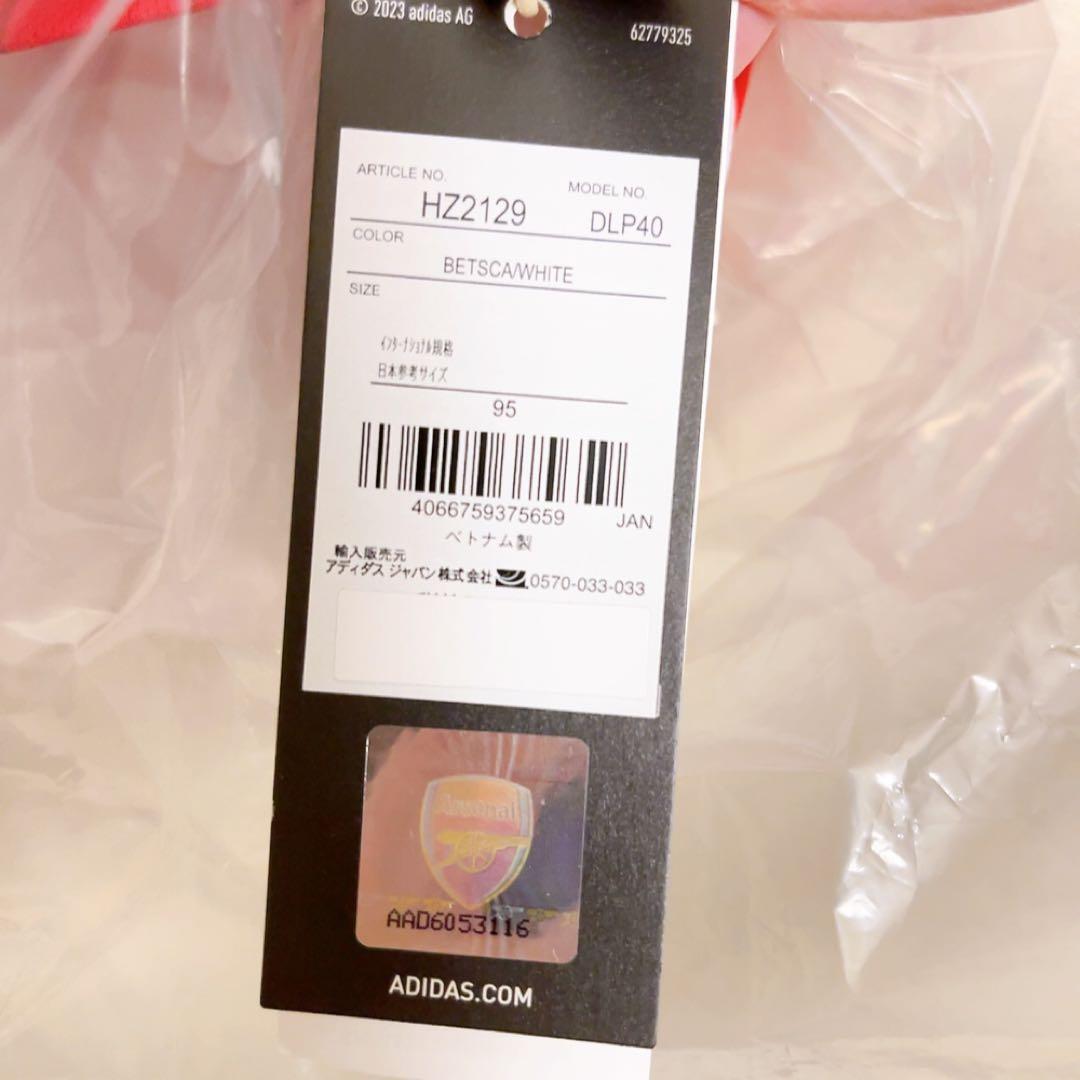 © 2023 adidas AG
62779325
ARTICLE NO.
MODEL NO.
HZ2129
DLP40
COLOR
BETSCA/WHITE
SIZE
ｲﾝﾀｰﾅｼｮﾅﾙ規格
日本参考サイズ
95
4066759375659
JAN
ベトナム製
輸入販売元
アディダス ジャパン株式会社 0570-033-033
Arsenal
AAD6053116
ADIDAS.COM